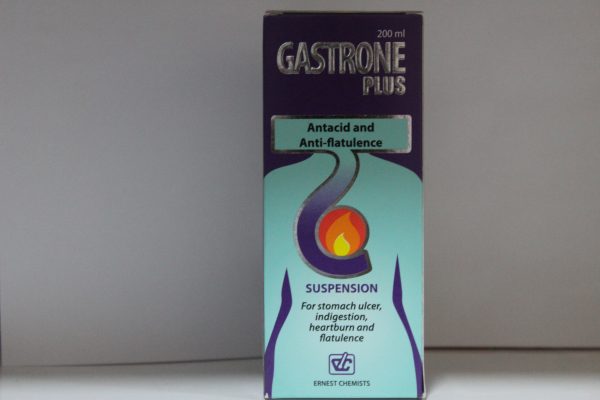 200 ml
GASTRONE
PLUS
Antacid and
Anti-flatulence
SUSPENSION
For stomach ulcer,
indigestion,
heartburn and
flatulence
ERNEST CHEMISTS